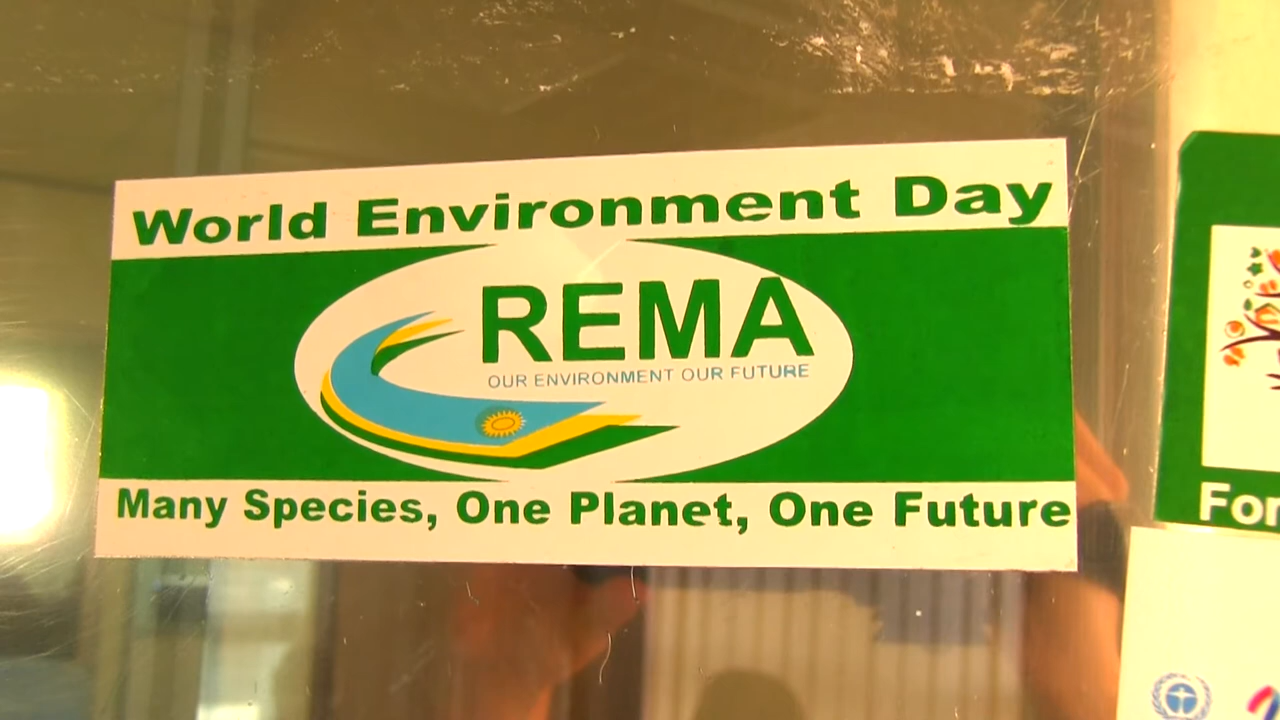 World Environment Day
REMA
OUR ENVIRONMENT OUR FUTURE
Many Species, One Planet, One Future
For